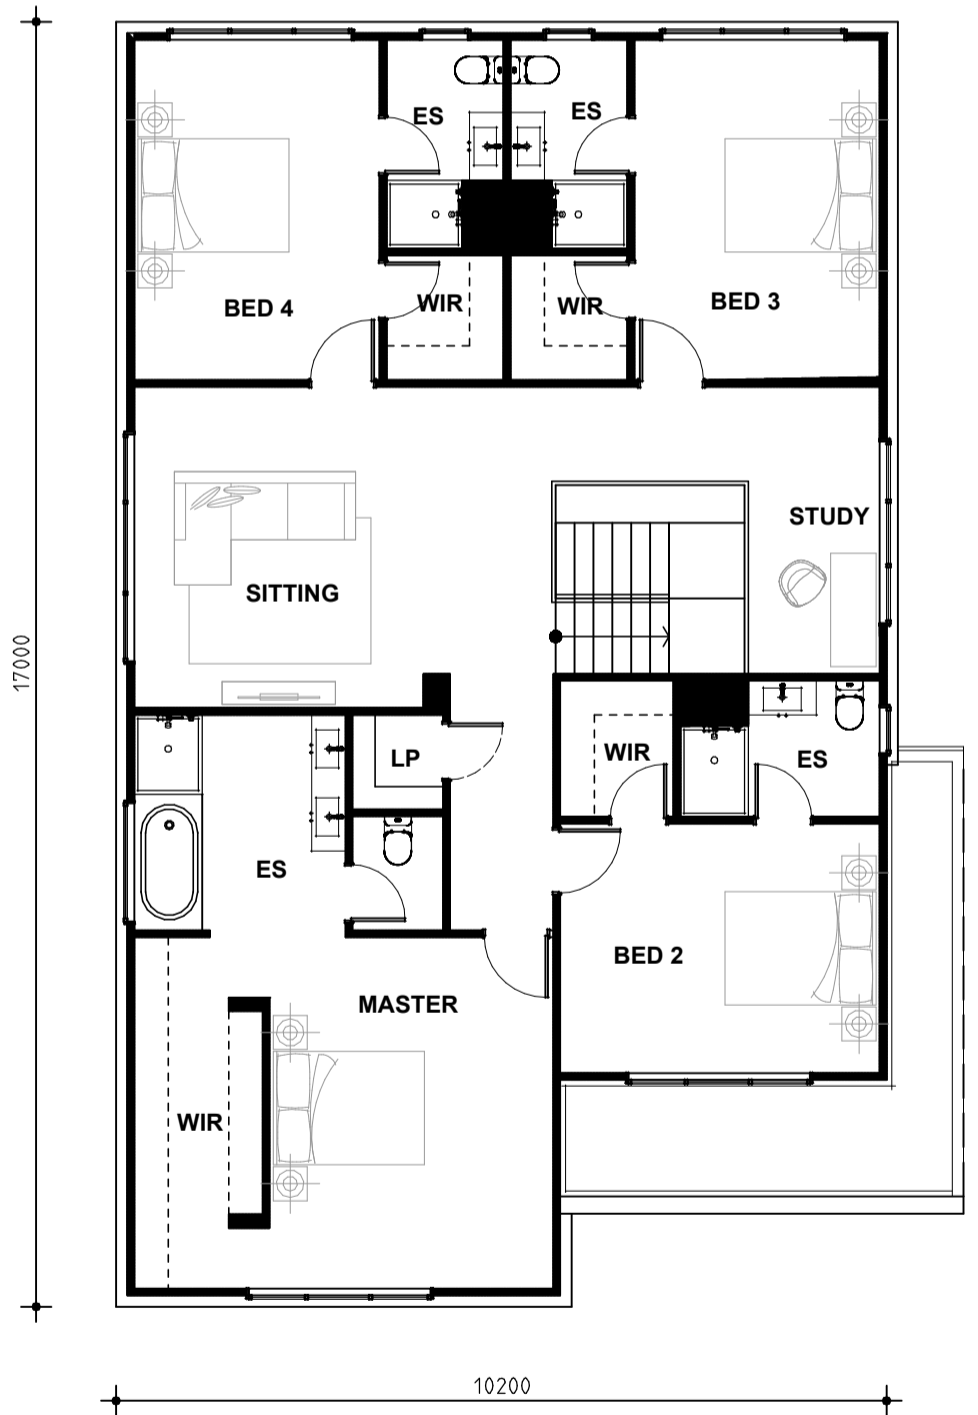 ES
ES
BED 4
WIR
WIR
BED 3
STUDY
SITTING
17000
LP
WIR
ES
ES
BED 2
MASTER
WIR
10200